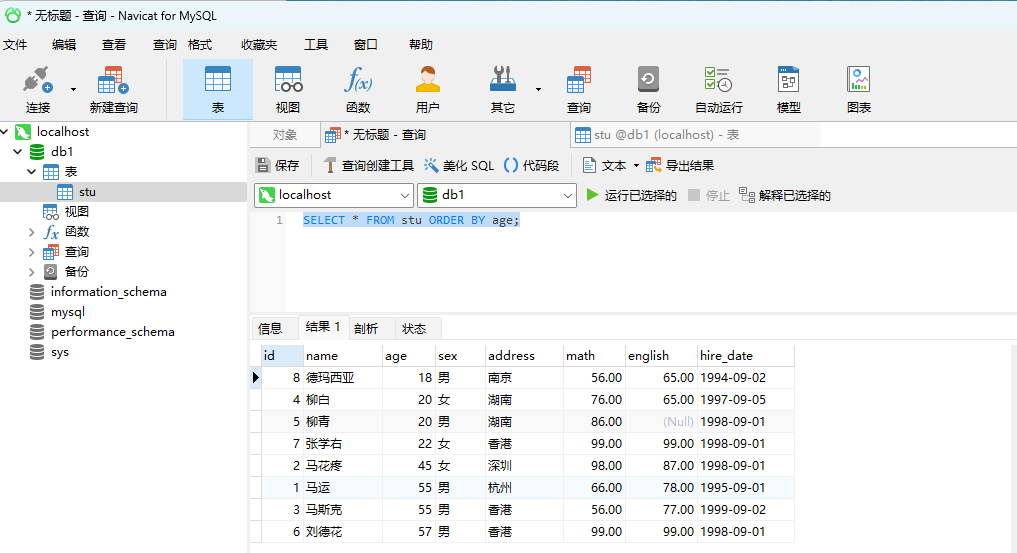 * 无标题 - 查询 - Navicat for MySQL
文件 编辑 查看 查询 格式 收藏夹 工具 窗口 帮助
连接 新建查询 表 视图 函数 用户 其它 查询 备份 自动运行 模型 图表
localhost
db1
表
stu
视图
函数
查询
备份
information_schema
mysql
performance_schema
sys
对象 * 无标题 - 查询 stu @db1 (localhost) - 表
保存 查询创建工具 美化 SQL () 代码段 文本 导出结果
localhost db1 运行已选择的 停止 解释已选择的
1 SELECT * FROM stu ORDER BY age;
信息 结果 1 剖析 状态
id name age sex address math english hire_date
8 德玛西亚 18 男 南京 56.00 65.00 1994-09-02
4 柳白 20 女 湖南 76.00 65.00 1997-09-05
5 柳青 20 男 湖南 86.00 (Null) 1998-09-01
7 张学右 22 女 香港 99.00 99.00 1998-09-01
2 马花疼 45 女 深圳 98.00 87.00 1998-09-01
1 马运 55 男 杭州 66.00 78.00 1995-09-01
3 马斯克 55 男 香港 56.00 77.00 1999-09-02
6 刘德花 57 男 香港 99.00 99.00 1998-09-01